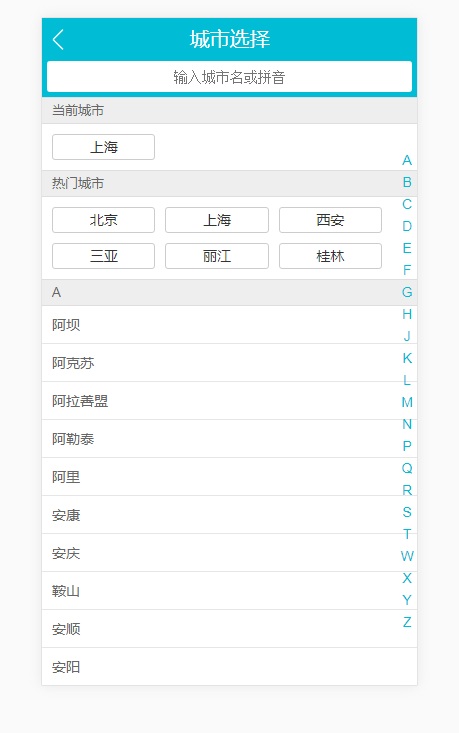 城市选择
输入城市名或拼音
当前城市
上海
热门城市
北京 上海 西安
三亚 丽江 桂林
A
阿坝
阿克苏
阿拉善盟
阿勒泰
阿里
安康
安庆
鞍山
安顺
安阳
A
B
C
D
E
F
G
H
J
K
L
M
N
P
Q
R
S
T
W
X
Y
Z